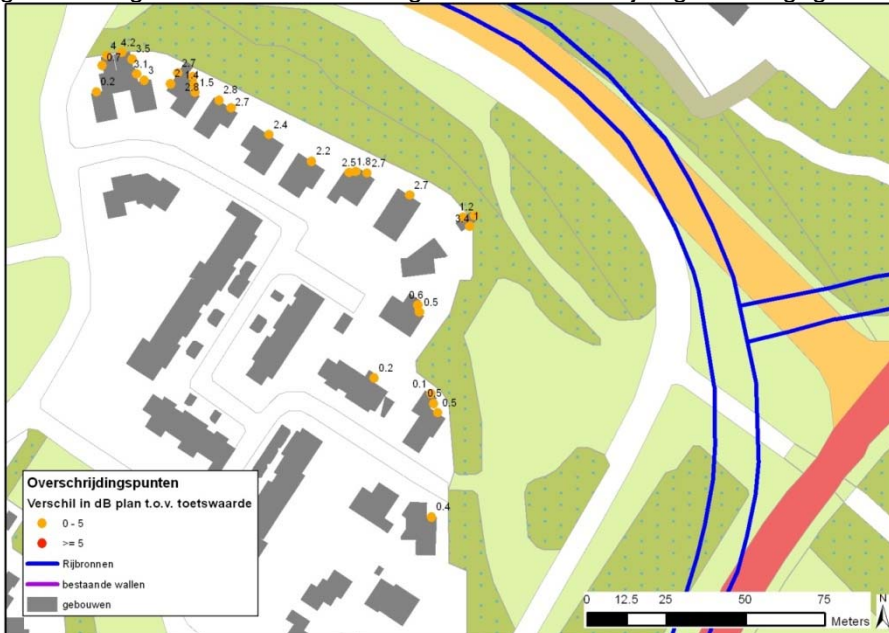 4 4.2 3.5
0.7 3.1 3
0.2
2.7
2 1.4
2.8 1.5
2.8
2.7
2.4
2.2
2.5 1.8 2.7
2.7
1.2
3.4
0.6
0.5
0.2
0.1
0.5
0.5
0.4
Overschrijdingspunten
Verschil in dB plan t.o.v. toetswaarde
0 - 5
>= 5
Rijbronnen
bestaande wallen
gebouwen
0 12.5 25 50 75
Meters
N